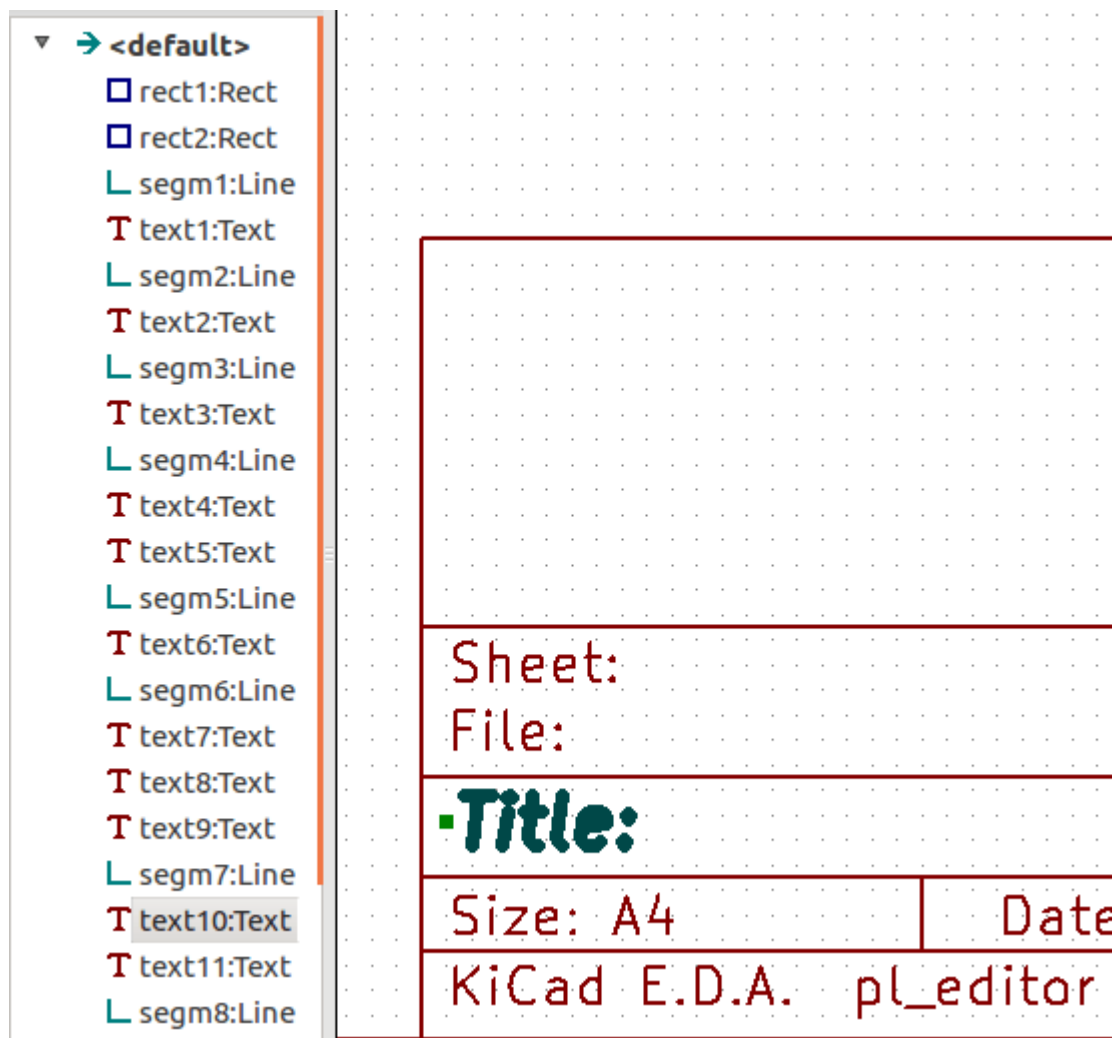 <default>
rect1:Rect
rect2:Rect
segm1:Line
text1:Text
segm2:Line
text2:Text
segm3:Line
text3:Text
segm4:Line
text4:Text
text5:Text
segm5:Line
text6:Text
segm6:Line
text7:Text
text8:Text
text9:Text
segm7:Line
text10:Text
text11:Text
segm8:Line
Sheet:
File:
Title:
Size: A4 Date
KiCad E.D.A. pl_editor